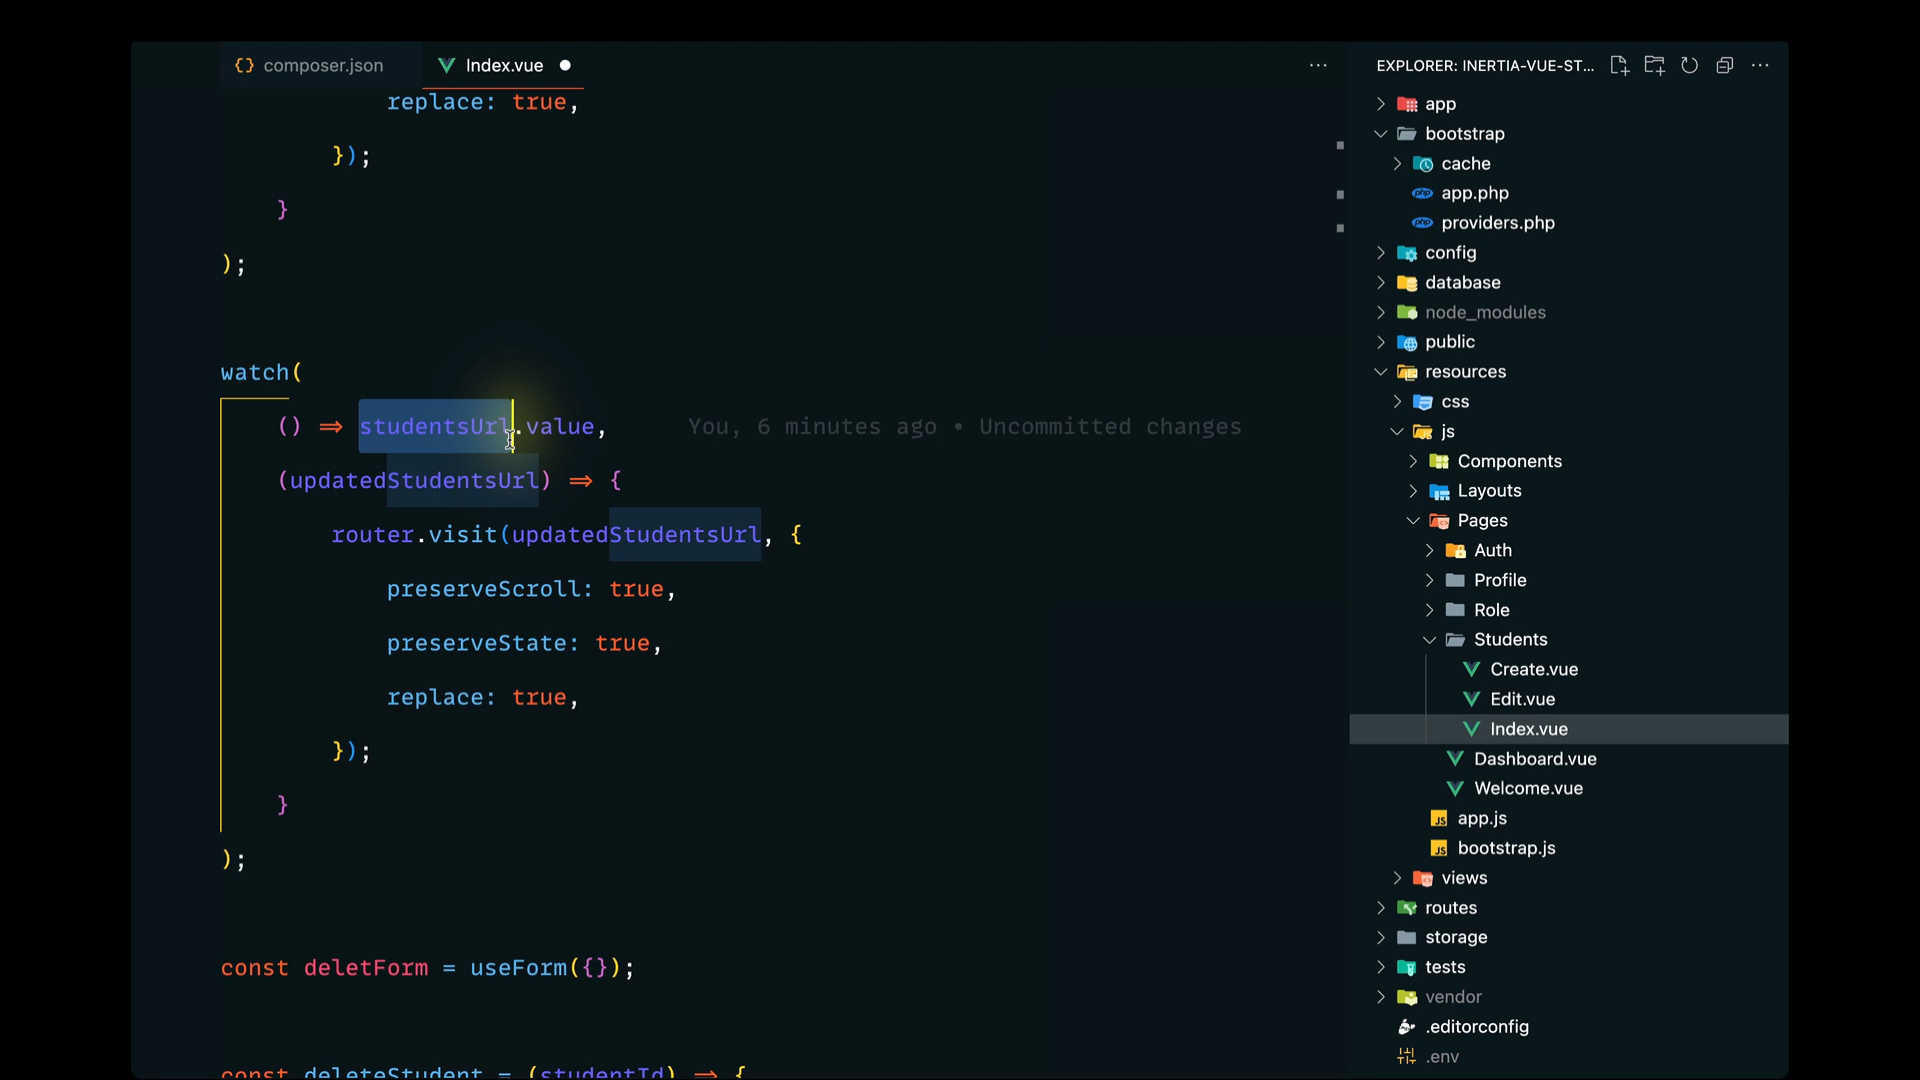 composer.json
Index.vue
EXPLORER: INERTIA-VUE-ST...
replace: true,
});
}
);
watch(
() => studentsUrl.value,
You, 6 minutes ago • Uncommitted changes
(updatedStudentsUrl) => {
router.visit(updatedStudentsUrl, {
preserveScroll: true,
preserveState: true,
replace: true,
});
}
);
const deletForm = useForm({});
const deleteStudent = (studentId) => {
app
bootstrap
cache
app.php
providers.php
config
database
node_modules
public
resources
css
js
Components
Layouts
Pages
Auth
Profile
Role
Students
Create.vue
Edit.vue
Index.vue
Dashboard.vue
Welcome.vue
app.js
bootstrap.js
views
routes
storage
tests
vendor
.editorconfig
.env